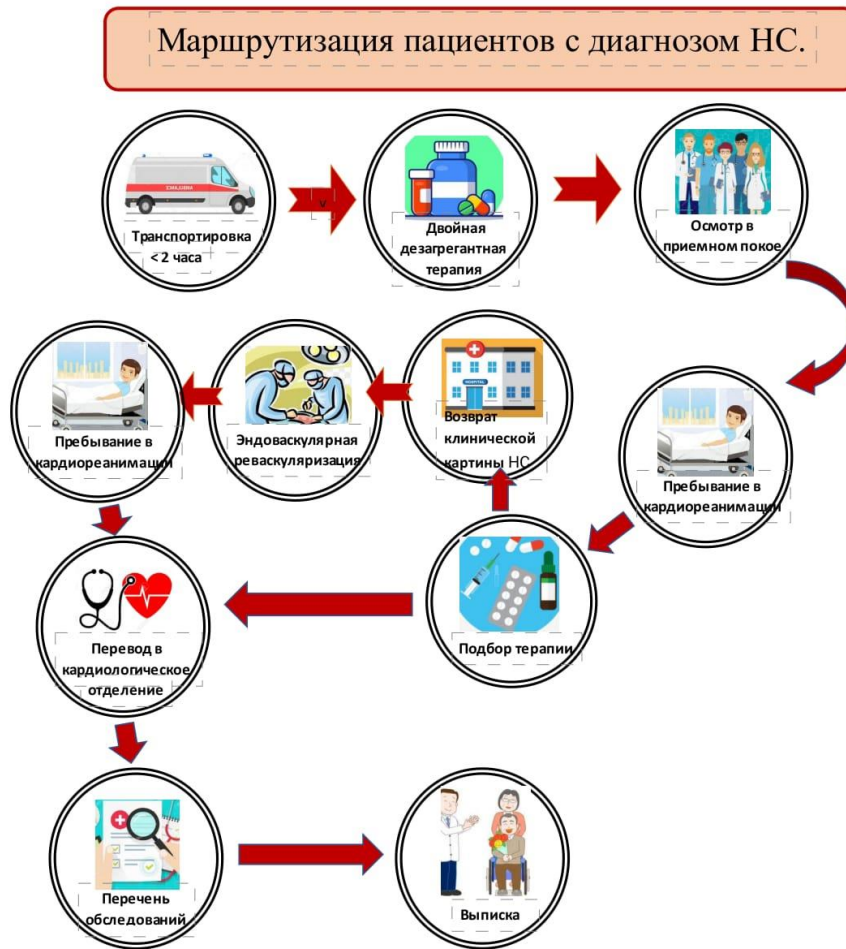 Маршрутизация пациентов с диагнозом НС.
Транспортировка
< 2 часа
v
Двойная
дезагрегантная
терапия
Осмотр в
приемном покое
Пребывание в
кардиореанимации
Подбор терапии
Возврат
клинической
картины НС
HOSPITAL
Эндоваскулярная
реваскуляризация
Пребывание в
кардиореанимации
Перевод в
кардиологическое
отделение
Перечень
обследований
Выписка